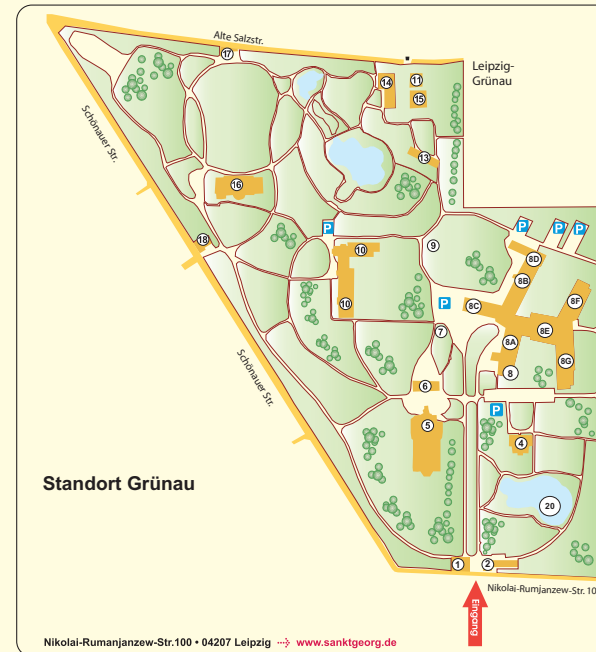 Alte Salzstr.
17
Leipzig-
Grünau
14
11
15
Schönauer Str.
13
16
P
P
P
P
18
9
10
8D
8B
8F
10
P
8C
7
8E
8A
8G
8
Schönauer Str.
6
P
5
4
Standort Grünau
20
1
2
Nikolai-Rumjanzew-Str. 10
Eingong
Nikolai-Rumanjanzew-Str.100 • 04207 Leipzig ···> www.sanktgeorg.de